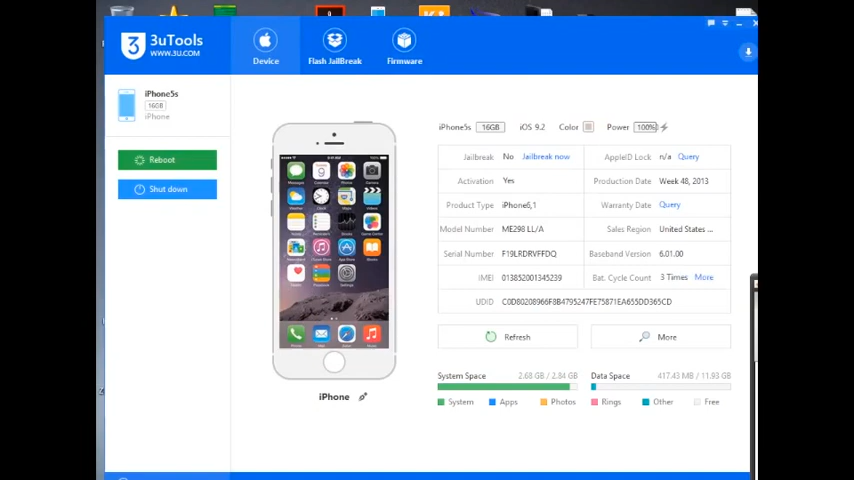 3uTools
WWW.3U.COM
Device
Flash JailBreak
Firmware
iPhone5s
16GB
iPhone
Reboot
Shut down
iPhone5s 16GB iOS 9.2 Color Power 100%
Jailbreak No Jailbreak now AppleID Lock n/a Query
Activation Yes Production Date Week 48, 2013
Product Type iPhone6,1 Warranty Date Query
Model Number ME298 LL/A Sales Region United States ...
Serial Number F19LRDRVFFDQ Baseband Version 6.01.00
IMEI 013852001345239 Bat. Cycle Count 3 Times More
UDID C0D80208966F8B4795247FE75871EA655DD365CD
Refresh More
System Space 2.68 GB / 2.84 GB Data Space 417.43 MB / 11.93 GB
System Apps Photos Rings Other Free
iPhone